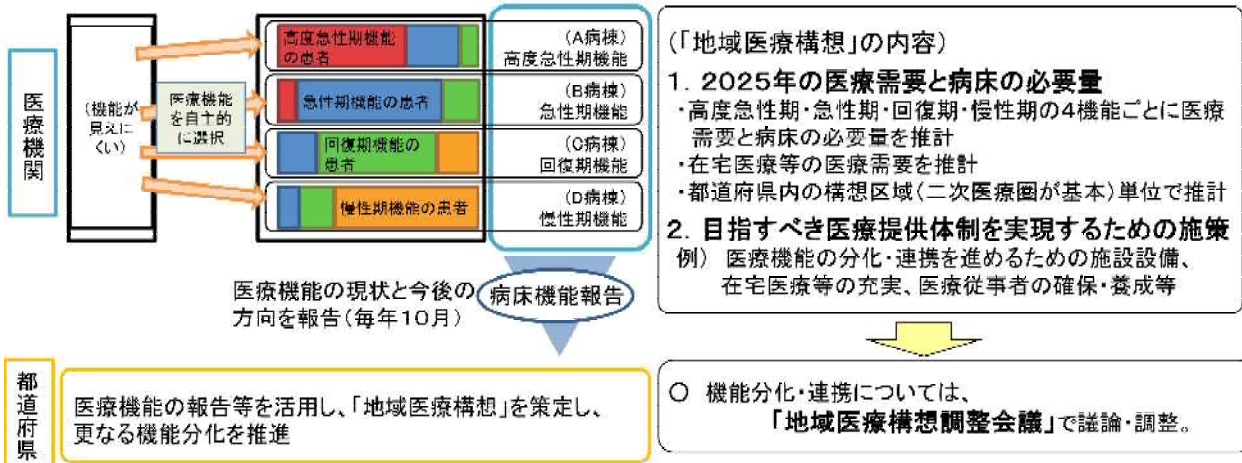 医療機関
(機能が
見えに
くい)
医療機能
を自主的
に選択
高度急性期機能
の患者
(A病棟)
高度急性期機能
急性期機能の患者
(B病棟)
急性期機能
回復期機能の
患者
(C病棟)
回復期機能
慢性期機能の患者
(D病棟)
慢性期機能
医療機能の現状と今後の
方向を報告(毎年10月)
病床機能報告
都道府県
医療機能の報告等を活用し、「地域医療構想」を策定し、
更なる機能分化を推進
(「地域医療構想」の内容)
1. 2025年の医療需要と病床の必要量
・高度急性期・急性期・回復期・慢性期の4機能ごとに医療
需要と病床の必要量を推計
・在宅医療等の医療需要を推計
・都道府県内の構想区域(二次医療圏が基本)単位で推計
2. 目指すべき医療提供体制を実現するための施策
例) 医療機能の分化・連携を進めるための施設設備、
在宅医療等の充実、医療従事者の確保・養成等
○ 機能分化・連携については、
「地域医療構想調整会議」で議論・調整。